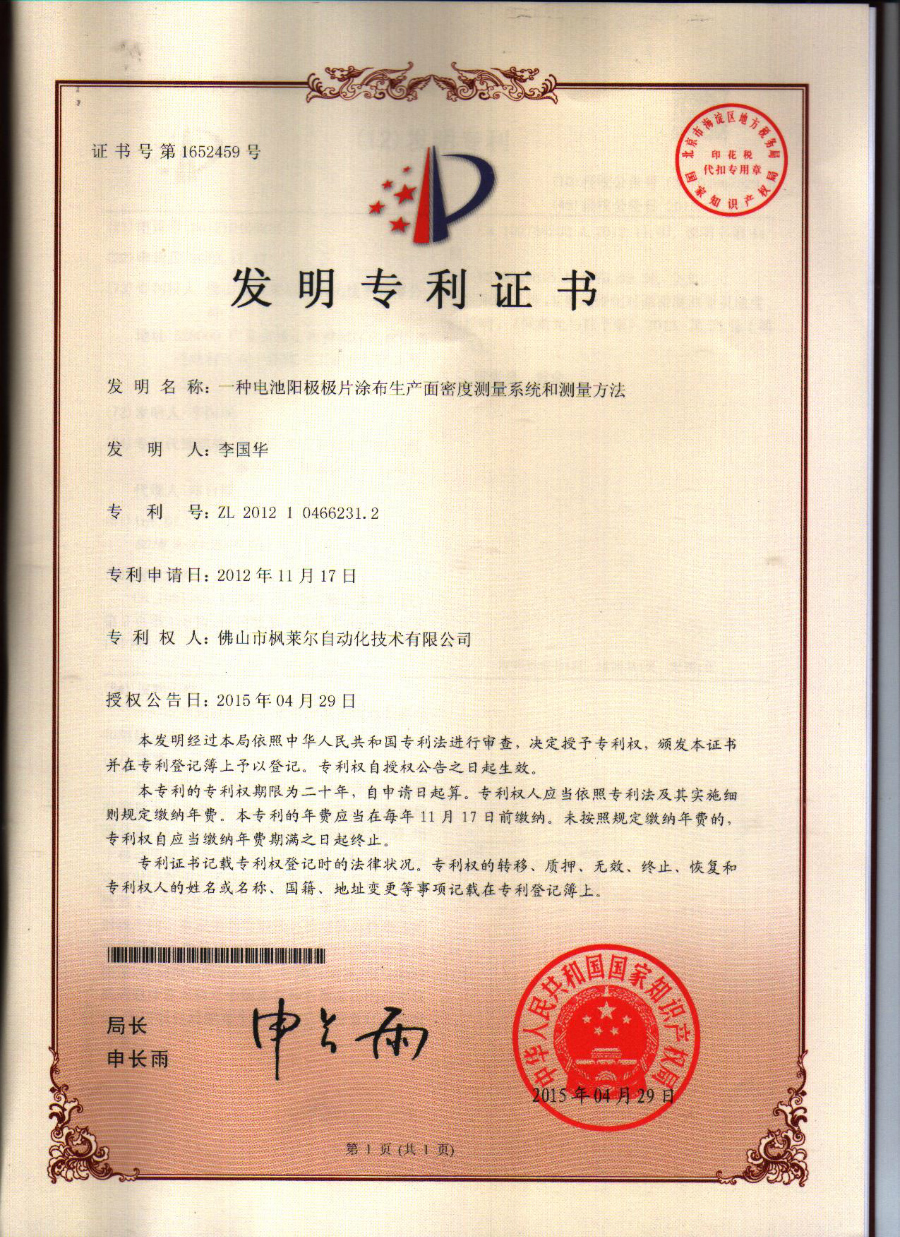 证书号第1652459号
北京市海淀区地方税务局
印花税
代扣专用章
国家知识产权局
发明专利证书
发明名称：一种电池阳极极片涂布生产面密度测量系统和测量方法
发明人：李国华
专利号：ZL 2012 1 0466231.2
专利申请日：2012年11月17日
专利权人：佛山市枫莱尔自动化技术有限公司
授权公告日：2015年04月29日
本发明经过本局依照中华人民共和国专利法进行审查，决定授予专利权，颁发本证书
并在专利登记簿上予以登记。专利权自授权公告之日起生效。
本专利的专利权期限为二十年，自申请日起算。专利权人应当依照专利法及其实施细
则规定缴纳年费。本专利的年费应当在每年11月17日前缴纳。未按照规定缴纳年费的，
专利权自应当缴纳年费期满之日起终止。
专利证书记载专利权登记时的法律状况。专利权的转移、质押、无效、终止、恢复和
专利权人的姓名或名称、国籍、地址变更等事项记载在专利登记簿上。
局长
申长雨
申长雨
中华人民共和国国家知识产权局
2015年04月29日
第1页(共1页)